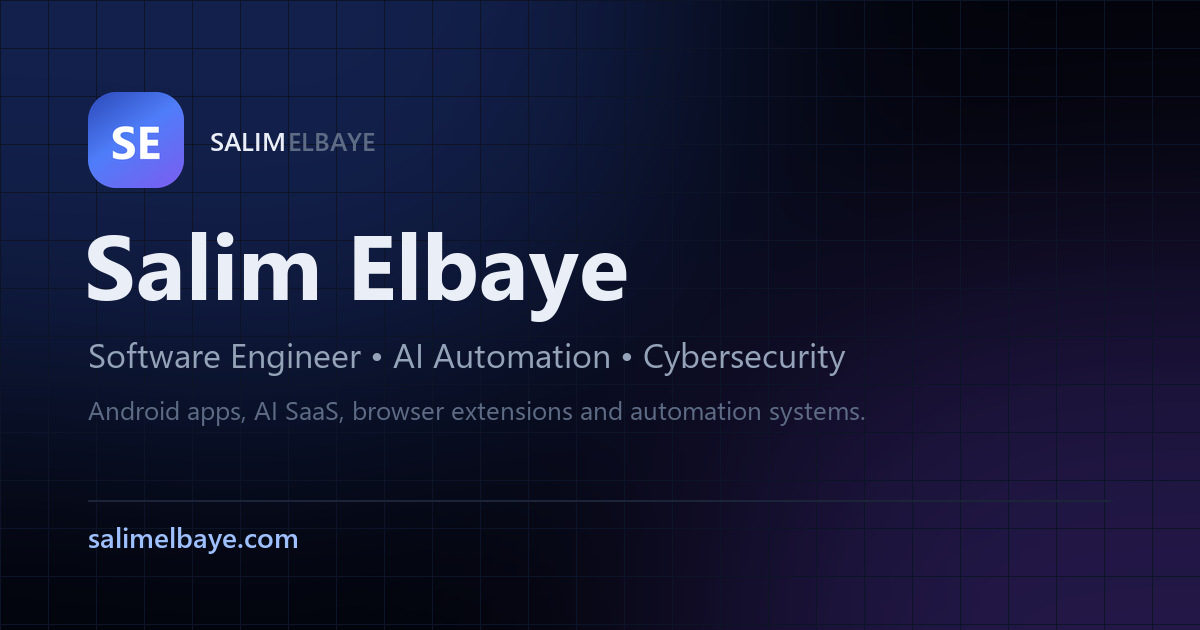 SE
SALIMELBAYE
Salim Elbaye
Software Engineer • AI Automation • Cybersecurity
Android apps, AI SaaS, browser extensions and automation systems.
salimelbaye.com